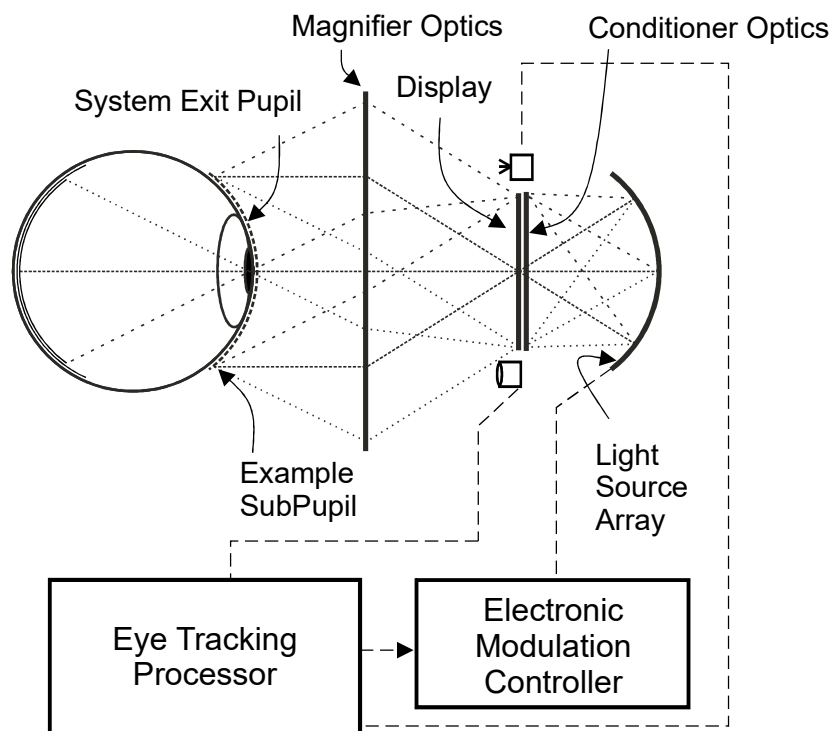 Magnifier Optics
Conditioner Optics
System Exit Pupil
Display
Example
SubPupil
Light
Source
Array
Eye Tracking
Processor
Electronic
Modulation
Controller